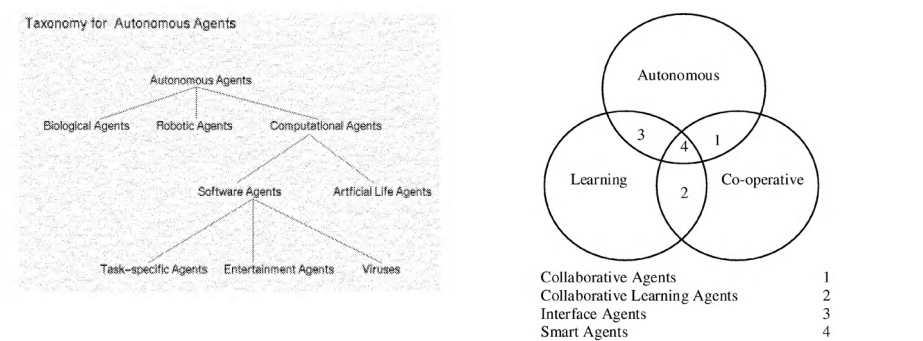 Taxonomy for Autonomous Agents
Autonomous Agents
Biological Agents Robotic Agents Computational Agents
Software Agents Artficial Life Agents
Task-specific Agents Entertainment Agents Viruses
Autonomous
3 4 1
Learning 2 Co-operative
Collaborative Agents 1
Collaborative Learning Agents 2
Interface Agents 3
Smart Agents 4